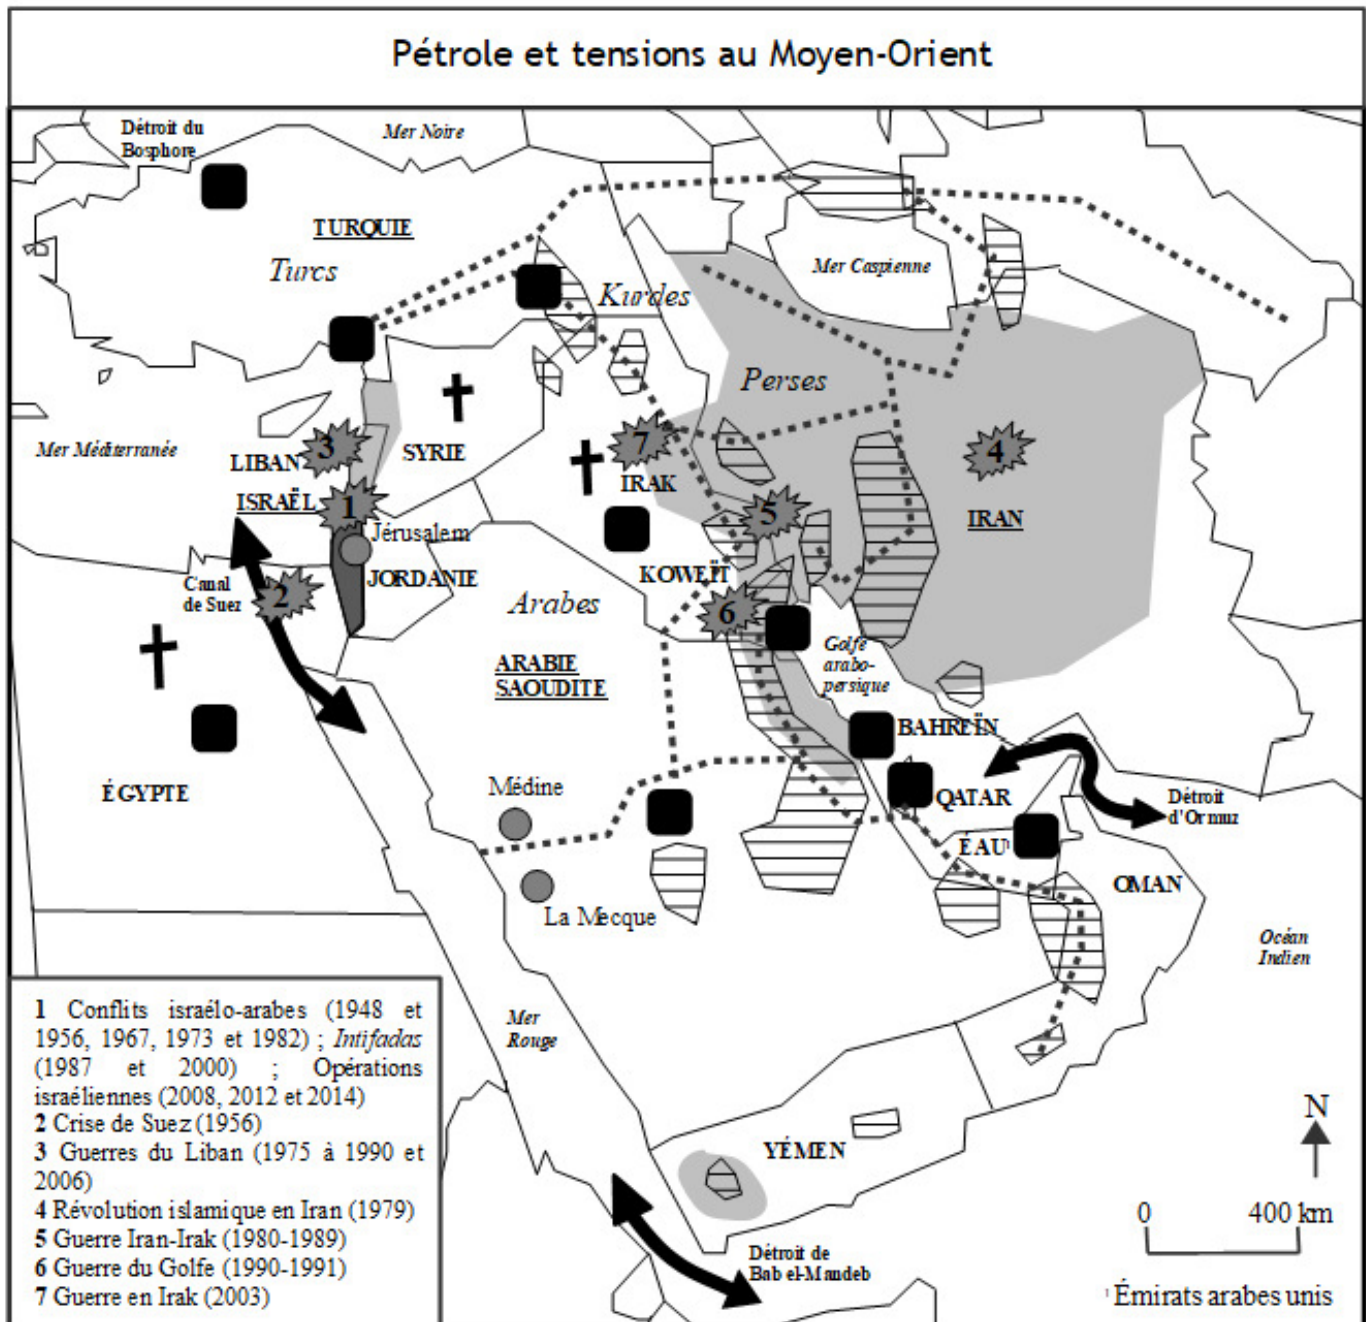 Pétrole et tensions au Moyen-Orient
Détroit du
Bosphore
Mer Noire
TURQUIE
Turcs
Kurdes
Mer Caspienne
Perses
Mer Méditerranée
3
LIBAN
SYRIE
7
IRAK
4
IRAN
ISRAËL
1
Jérusalem
5
Canal
de Suez
2
JORDANIE
KOWEÏT
6
Arabes
ARABIE
SAOUDITE
Golfe
arabo-
persique
BAHREÏN
ÉGYPTE
Médine
QATAR
Détroit
d'Ormuz
ÉAU¹
OMAN
La Mecque
Océan
Indien
Mer
Rouge
YÉMEN
Détroit de
Bab el-Mandeb
1 Conflits israélo-arabes (1948 et
1956, 1967, 1973 et 1982) ; Intifadas
(1987 et 2000) ; Opérations
israéliennes (2008, 2012 et 2014)
2 Crise de Suez (1956)
3 Guerres du Liban (1975 à 1990 et
2006)
4 Révolution islamique en Iran (1979)
5 Guerre Iran-Irak (1980-1989)
6 Guerre du Golfe (1990-1991)
7 Guerre en Irak (2003)
N
0 400 km
¹ Émirats arabes unis